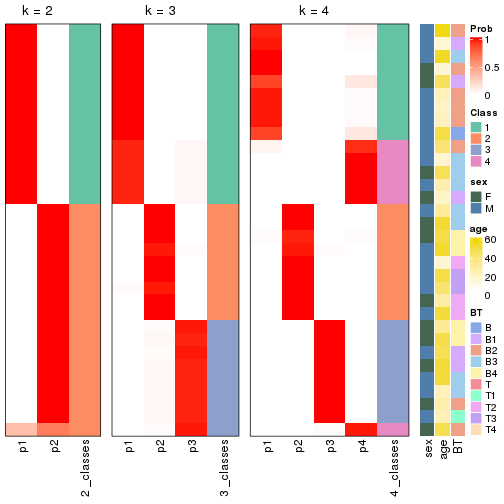 k = 2
k = 3
k = 4
p1
p2
2_classes
p1
p2
p3
3_classes
p1
p2
p3
p4
4_classes
sex
age
BT
Prob
1
0.5
0
Class
1
2
3
4
sex
F
M
age
60
40
20
0
BT
B
B1
B2
B3
B4
T
T1
T2
T3
T4